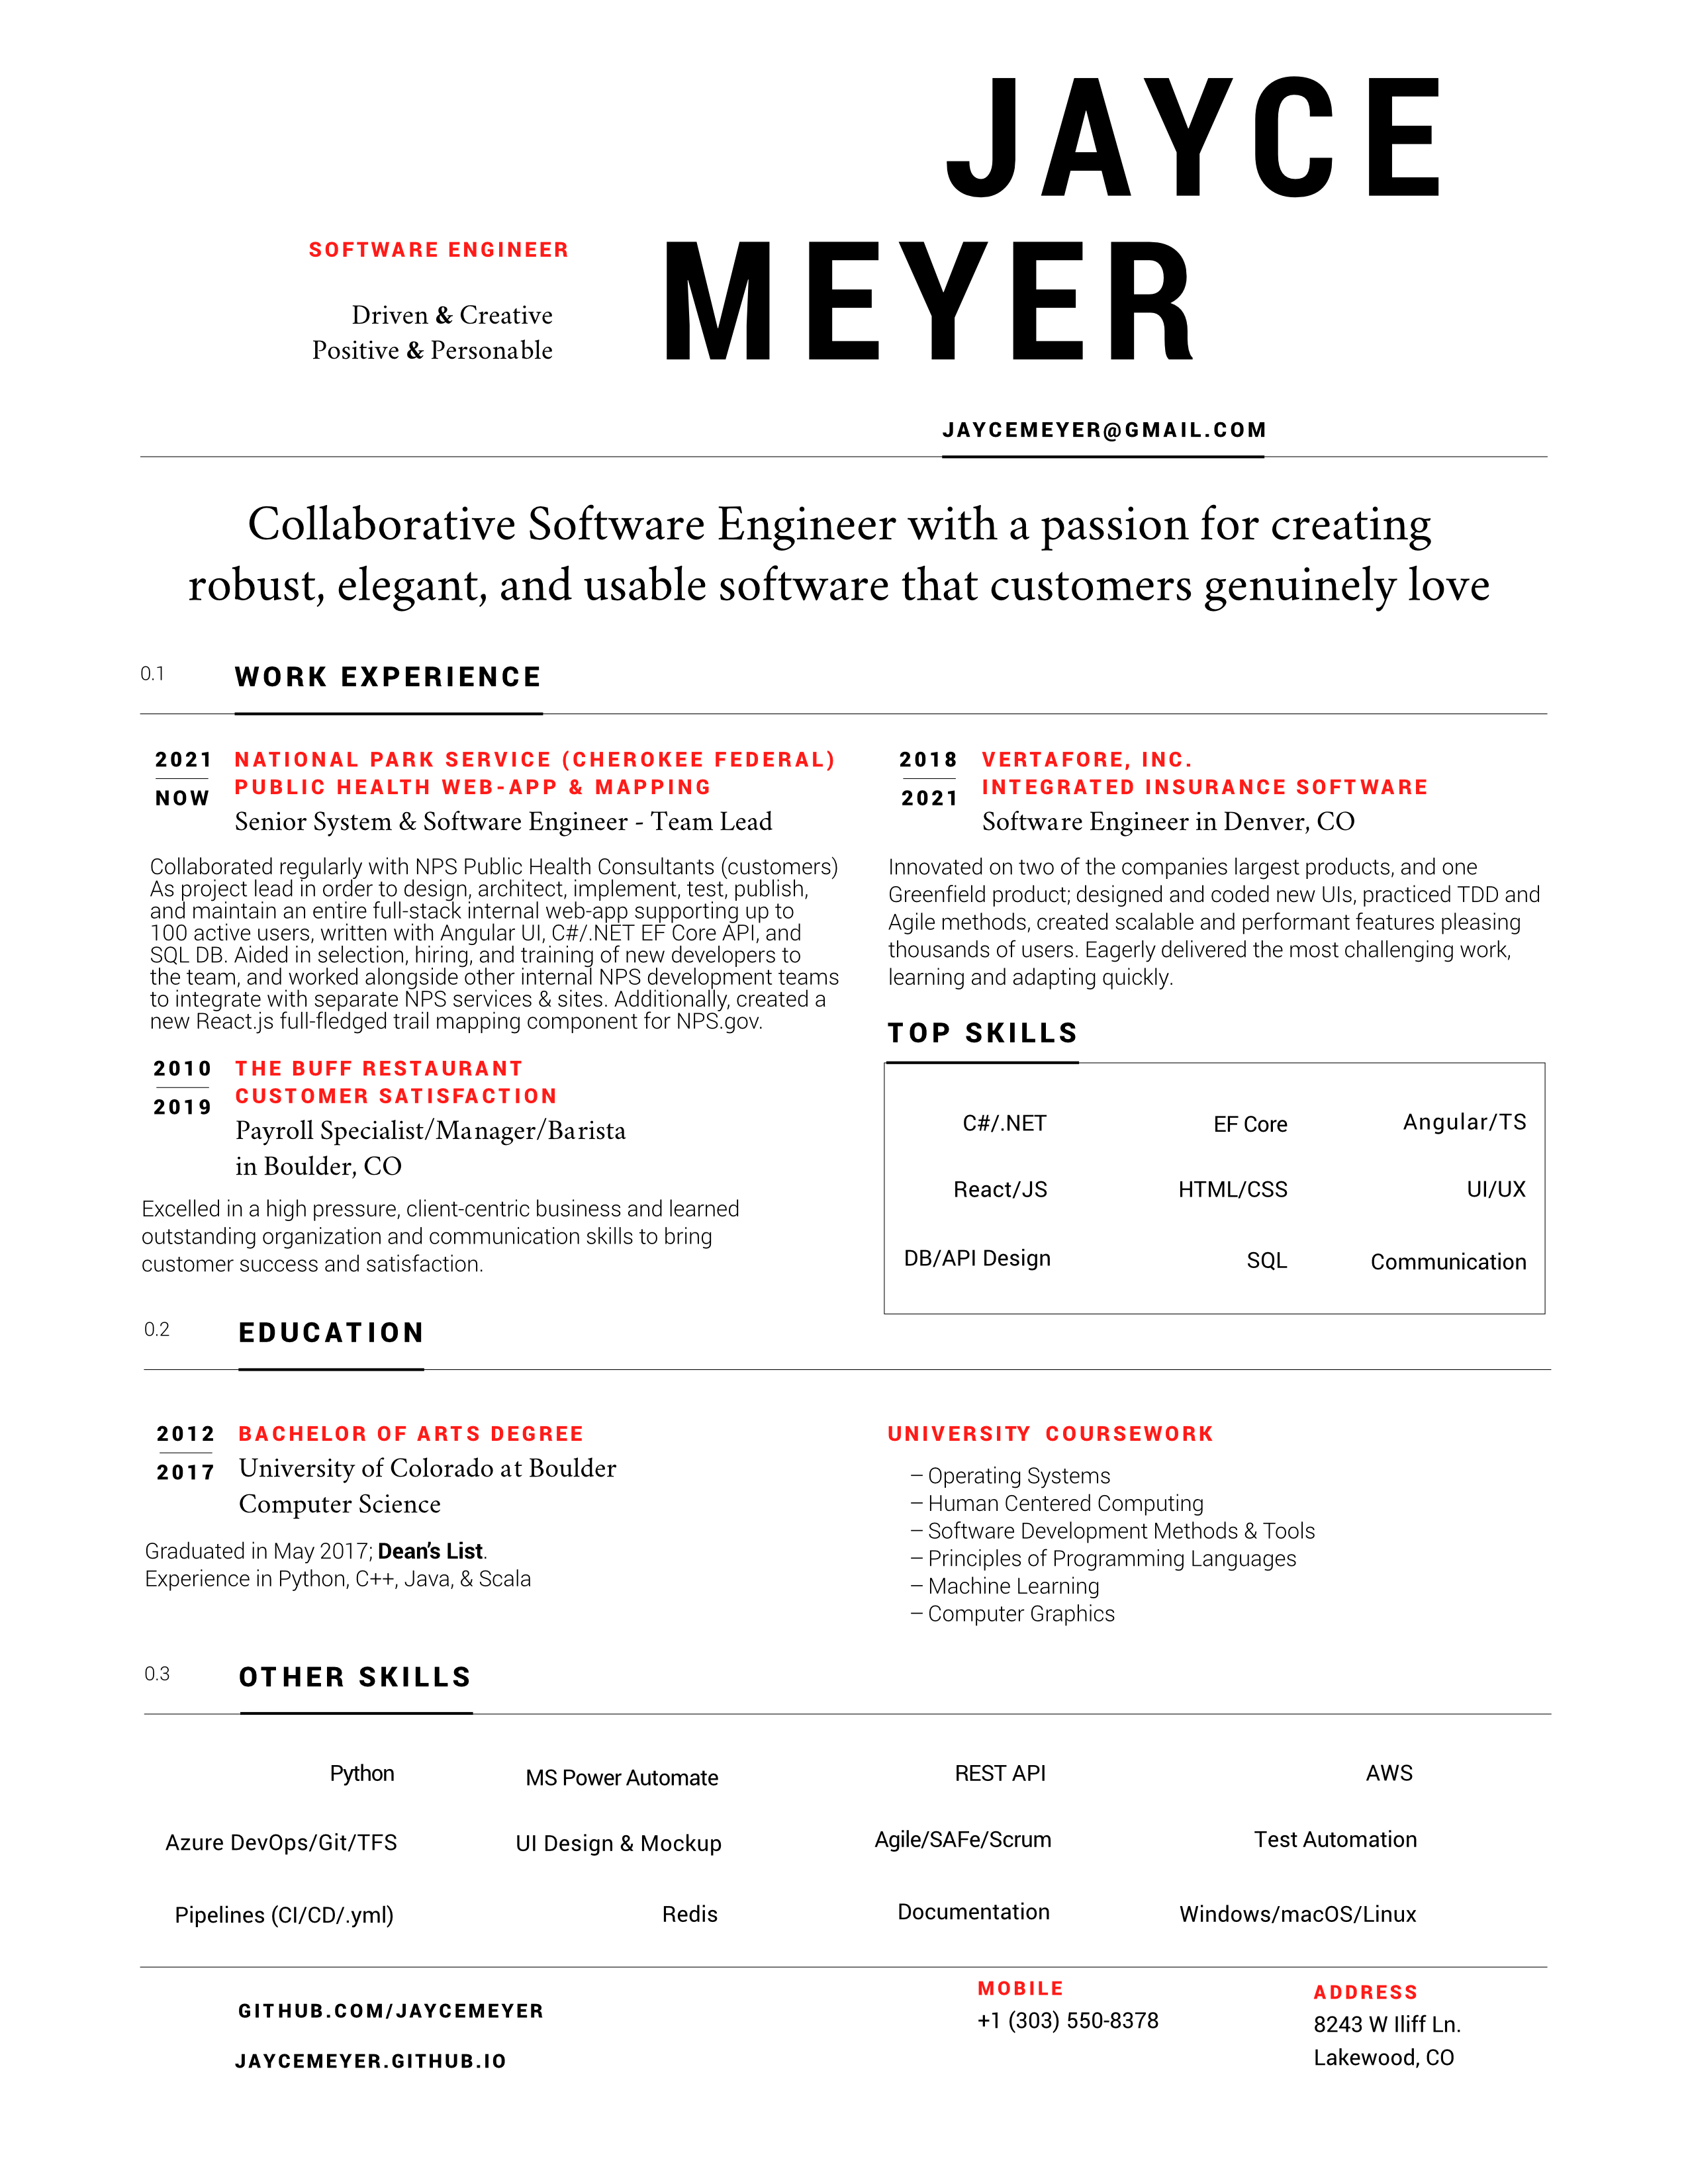 JAYCE
MEYER
SOFTWARE ENGINEER
Driven & Creative
Positive & Personable
JAYCEMEYER@GMAIL.COM
Collaborative Software Engineer with a passion for creating
robust, elegant, and usable software that customers genuinely love
0.1 WORK EXPERIENCE
2021
NOW
NATIONAL PARK SERVICE (CHEROKEE FEDERAL)
PUBLIC HEALTH WEB-APP & MAPPING
Senior System & Software Engineer - Team Lead
Collaborated regularly with NPS Public Health Consultants (customers)
As project lead in order to design, architect, implement, test, publish,
and maintain an entire full-stack internal web-app supporting up to
100 active users, written with Angular UI, C#/.NET EF Core API, and
SQL DB. Aided in selection, hiring, and training of new developers to
the team, and worked alongside other internal NPS development teams
to integrate with separate NPS services & sites. Additionally, created a
new React.js full-fledged trail mapping component for NPS.gov.
2010
2019
THE BUFF RESTAURANT
CUSTOMER SATISFACTION
Payroll Specialist/Manager/Barista
in Boulder, CO
Excelled in a high pressure, client-centric business and learned
outstanding organization and communication skills to bring
customer success and satisfaction.
2018
2021
VERTAFORE, INC.
INTEGRATED INSURANCE SOFTWARE
Software Engineer in Denver, CO
Innovated on two of the companies largest products, and one
Greenfield product; designed and coded new UIs, practiced TDD and
Agile methods, created scalable and performant features pleasing
thousands of users. Eagerly delivered the most challenging work,
learning and adapting quickly.
TOP SKILLS
C#/.NET EF Core Angular/TS
React/JS HTML/CSS UI/UX
DB/API Design SQL Communication
0.2 EDUCATION
2012
2017
BACHELOR OF ARTS DEGREE
University of Colorado at Boulder
Computer Science
Graduated in May 2017; Dean's List.
Experience in Python, C++, Java, & Scala
UNIVERSITY COURSEWORK
– Operating Systems
– Human Centered Computing
– Software Development Methods & Tools
– Principles of Programming Languages
– Machine Learning
– Computer Graphics
0.3 OTHER SKILLS
Python MS Power Automate REST API AWS
Azure DevOps/Git/TFS UI Design & Mockup Agile/SAFe/Scrum Test Automation
Pipelines (CI/CD/.yml) Redis Documentation Windows/macOS/Linux
GITHUB.COM/JAYCEMEYER
JAYCEMEYER.GITHUB.IO
MOBILE
+1 (303) 550-8378
ADDRESS
8243 W Iliff Ln.
Lakewood, CO